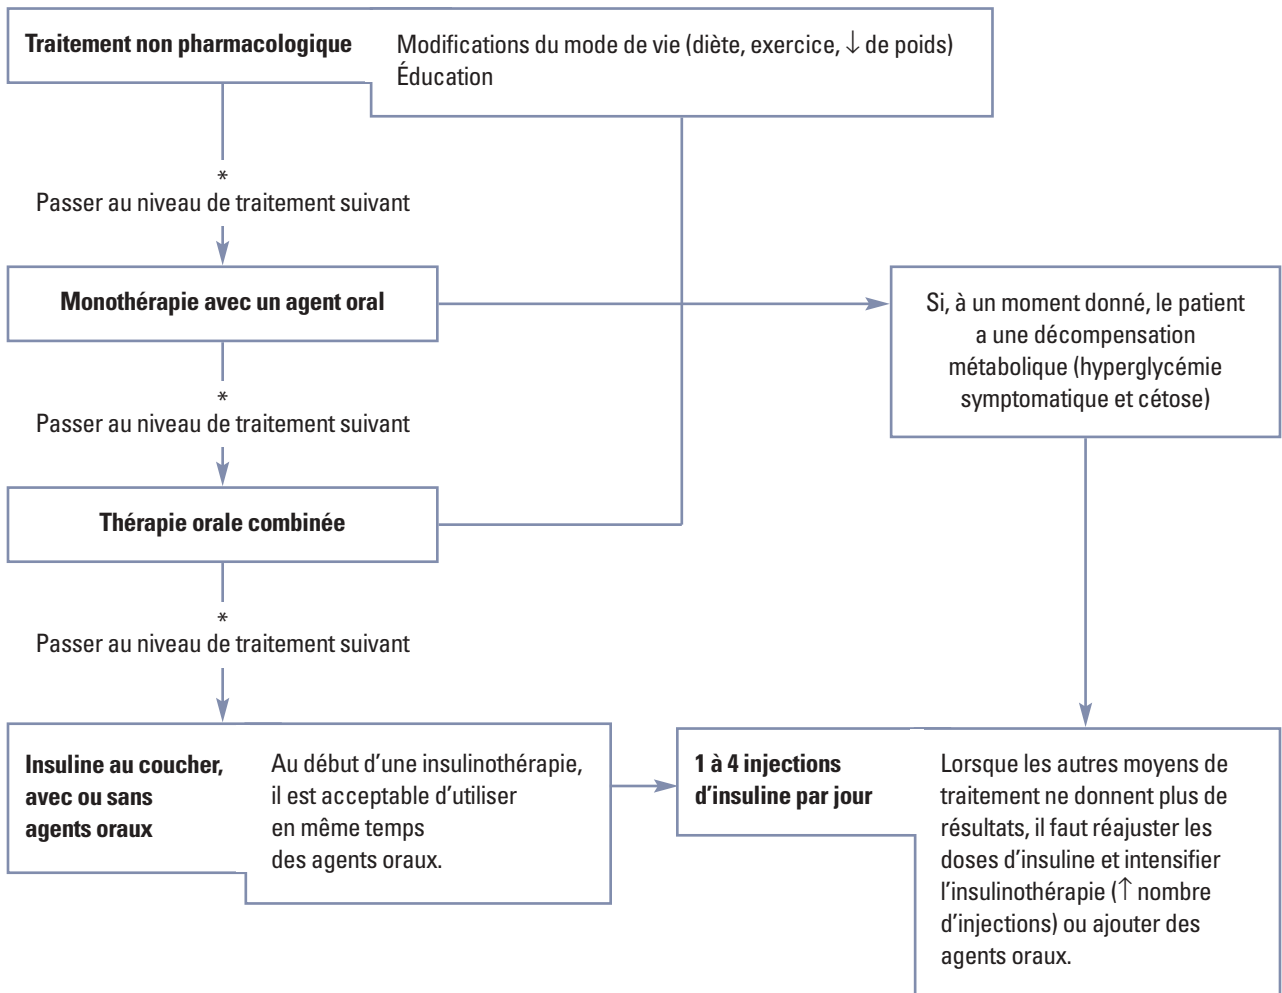 Traitement non pharmacologique
Modifications du mode de vie (diète, exercice, ↓ de poids)
Éducation
*
Passer au niveau de traitement suivant
Monothérapie avec un agent oral
Si, à un moment donné, le patient
a une décompensation
métabolique (hyperglycémie
symptomatique et cétose)
*
Passer au niveau de traitement suivant
Thérapie orale combinée
*
Passer au niveau de traitement suivant
Insuline au coucher,
avec ou sans
agents oraux
Au début d’une insulinothérapie,
il est acceptable d’utiliser
en même temps
des agents oraux.
1 à 4 injections
d’insuline par jour
Lorsque les autres moyens de
traitement ne donnent plus de
résultats, il faut réajuster les
doses d’insuline et intensifier
l’insulinothérapie (↑ nombre
d’injections) ou ajouter des
agents oraux.